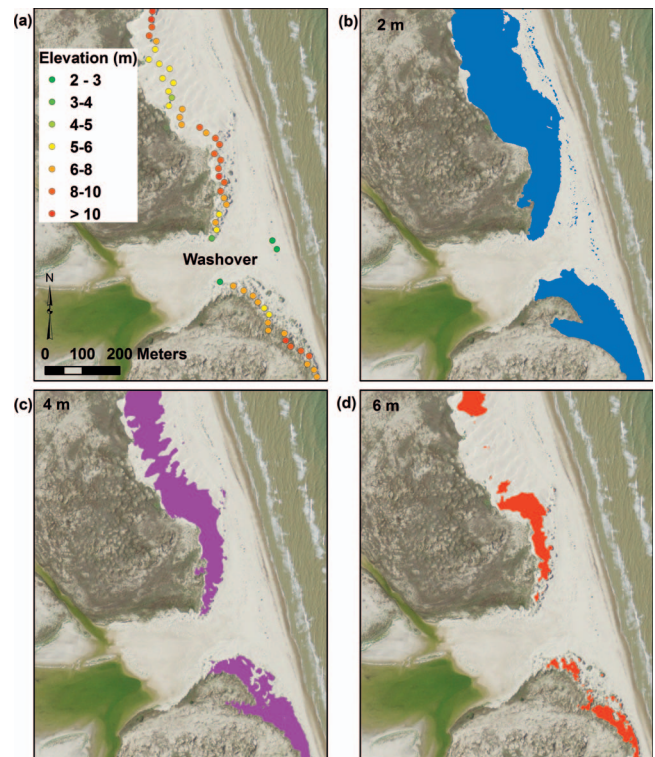 (a)
Elevation (m)
2 - 3
3-4
4-5
5-6
6-8
8-10
> 10
Washover
N
0 100 200 Meters
(b)
2 m
(c)
4 m
(d)
6 m